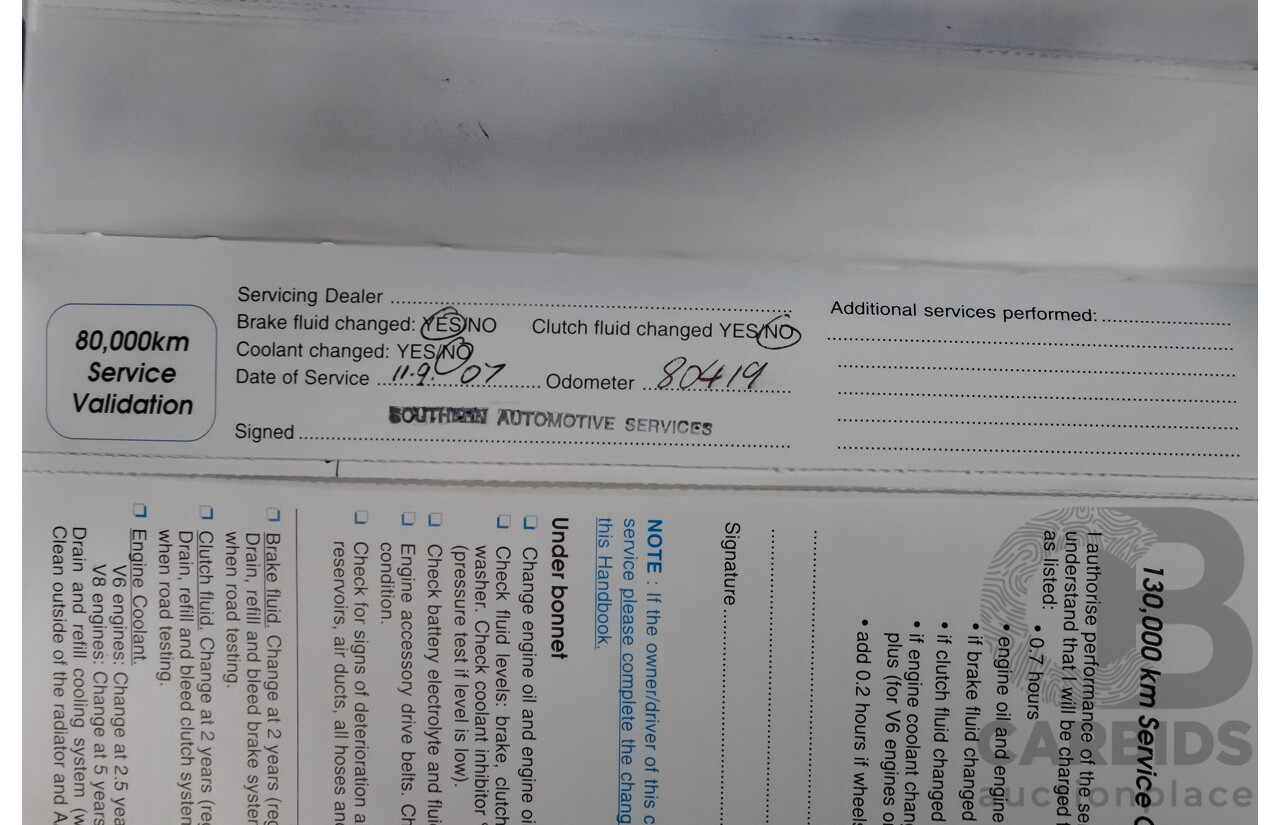 80,000km
Service
Validation
Servicing Dealer
Brake fluid changed: YES/NO Clutch fluid changed YES/NO
Coolant changed: YES/NO
Date of Service 11.9. 07 Odometer 80419
SOUTHERN AUTOMOTIVE SERVICES
Signed
Additional services performed:
130,000 km Service
I authorise performance of the se
understand that I will be charged
as listed: • 0.7 hours
• engine oil and engine
• if brake fluid changed
• if clutch fluid changed
• if engine coolant chan
plus (for V6 engines o
• add 0.2 hours if wheels
Signature
NOTE : If the owner/driver of this c
service please complete the chang
this Handbook.
Under bonnet
Change engine oil and engine oi
Check fluid levels: brake, clutch
washer. Check coolant inhibitor
(pressure test if level is low).
Check battery electrolyte and flui
Engine accessory drive belts. Ch
condition.
Check for signs of deterioration a
reservoirs, air ducts, all hoses and
Brake fluid. Change at 2 years (reg
Drain, refill and bleed brake syster
when road testing.
Clutch fluid. Change at 2 years (reg
Drain, refill and bleed clutch system
when road testing.
Engine Coolant.
V6 engines: Change at 2.5 yea
V8 engines: Change at 5 years
Drain and refill cooling system (w
Clean outside of the radiator and A
CB
CARBIDS
auctionplace